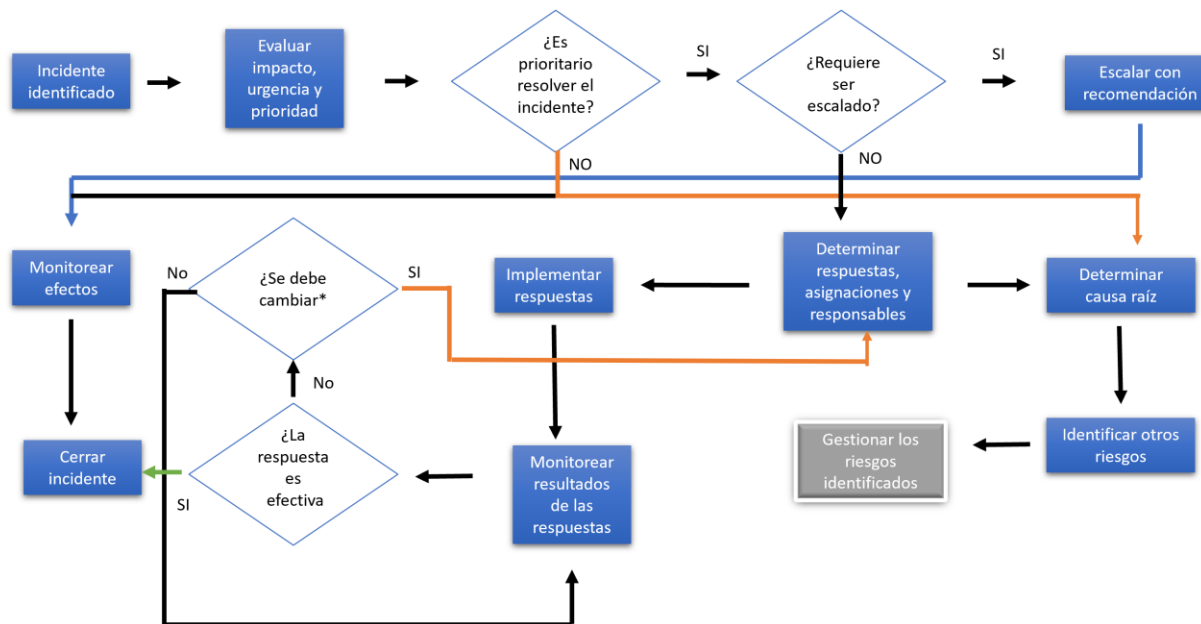 Incidente
identificado
Evaluar
impacto,
urgencia y
prioridad
¿Es
prioritario
resolver el
incidente?
SI
¿Requiere
ser
escalado?
SI
Escalar con
recomendación
NO
NO
Monitorear
efectos
No
¿Se debe
cambiar*
SI
Implementar
respuestas
Determinar
respuestas,
asignaciones y
responsables
Determinar
causa raíz
No
Cerrar
incidente
SI
¿La
respuesta
es
efectiva
Monitorear
resultados
de las
respuestas
Gestionar los
riesgos
identificados
Identificar otros
riesgos